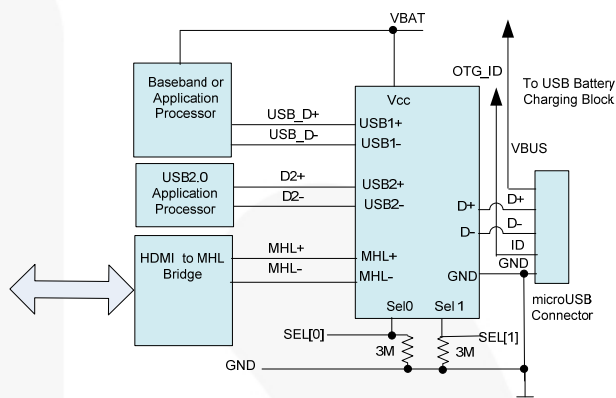 VBAT
OTG_ID
To USB Battery
Charging Block
Baseband or
Application
Processor
Vcc
USB_D+
USB1+
USB_D-
USB1-
VBUS
USB2.0
Application
Processor
D2+
USB2+
D2-
USB2-
D+
D+
D-
D-
HDMI to MHL
Bridge
MHL+
MHL+
MHL-
MHL-
ID
GND
GND
microUSB
Connector
Sel0
Sel 1
SEL[0]
SEL[1]
3M
3M
GND